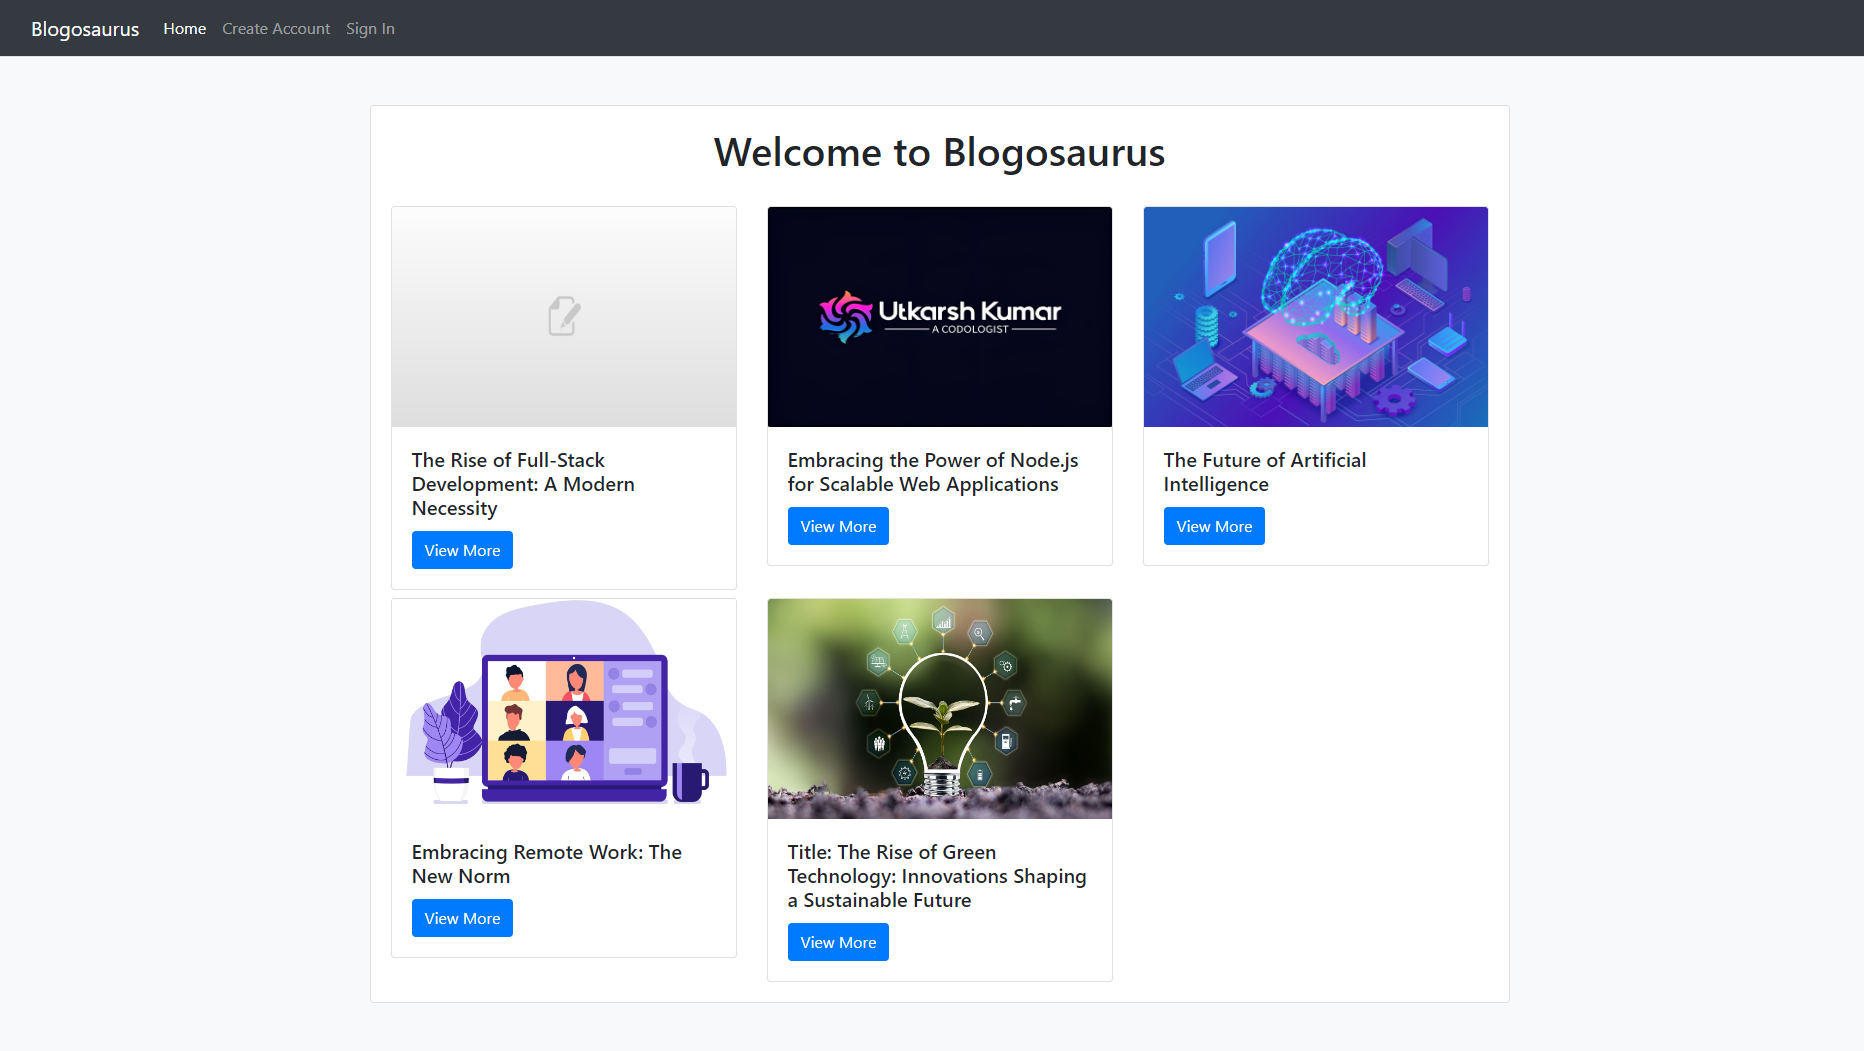 Blogosaurus Home Create Account Sign In
Welcome to Blogosaurus
Utkarsh Kumar
A CODOLOGIST
The Rise of Full-Stack
Development: A Modern
Necessity
View More
Embracing the Power of Node.js
for Scalable Web Applications
View More
The Future of Artificial
Intelligence
View More
Embracing Remote Work: The
New Norm
View More
Title: The Rise of Green
Technology: Innovations Shaping
a Sustainable Future
View More